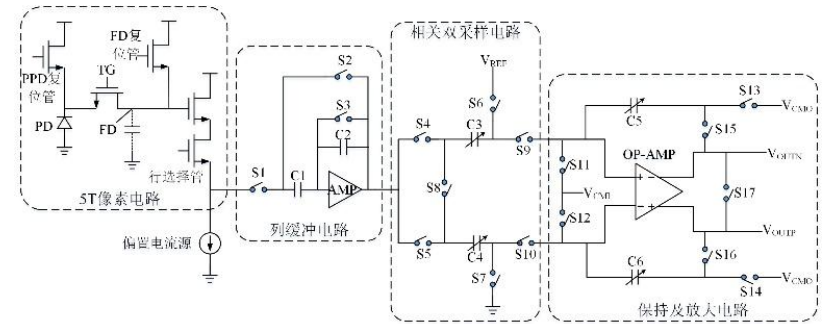 相关双采样电路
FD复
位管
PPD复
位管
TG
PD
FD
行选择管
5T像素电路
偏置电流源
S1
S2
S3
C2
C1
AMP
列缓冲电路
VREF
S6
S4
C3
S9
S8
S5
C4
S10
S7
C5
S13
VCMO
S15
S11
OP-AMP
VOUTN
S17
S12
VOUTP
S16
C6
S14
VCMO
保持及放大电路